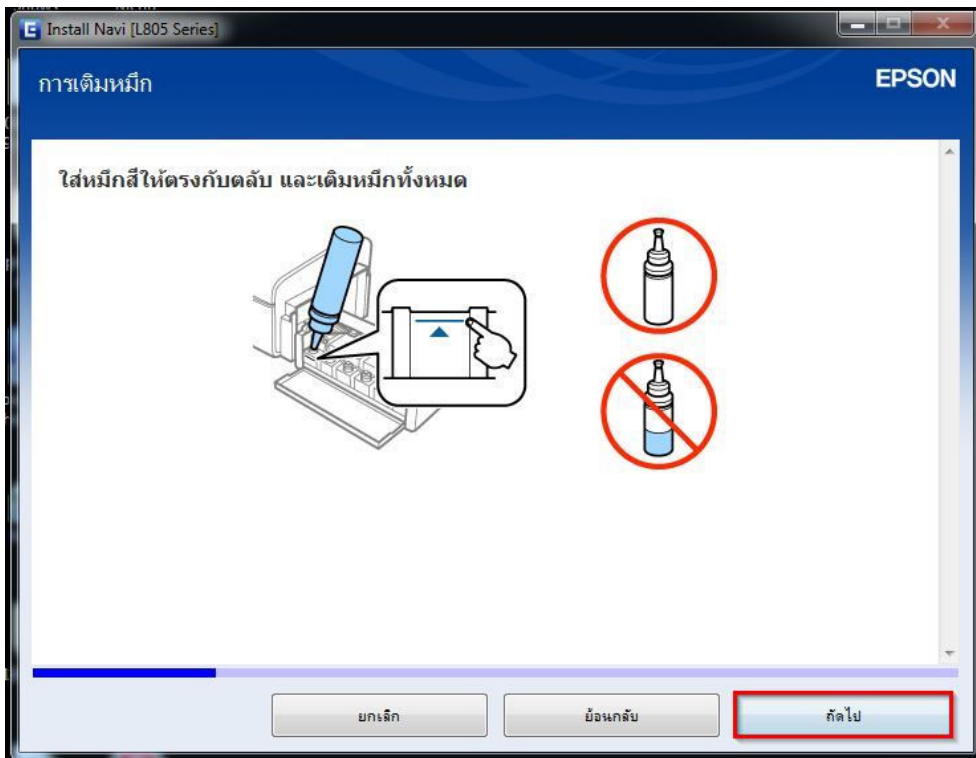 Install Navi [L805 Series]
การเติมหมึก
EPSON
ใส่หมึกสีให้ตรงกับตลับ และเติมหมึกทั้งหมด
ยกเลิก
ย้อนกลับ
ถัดไป